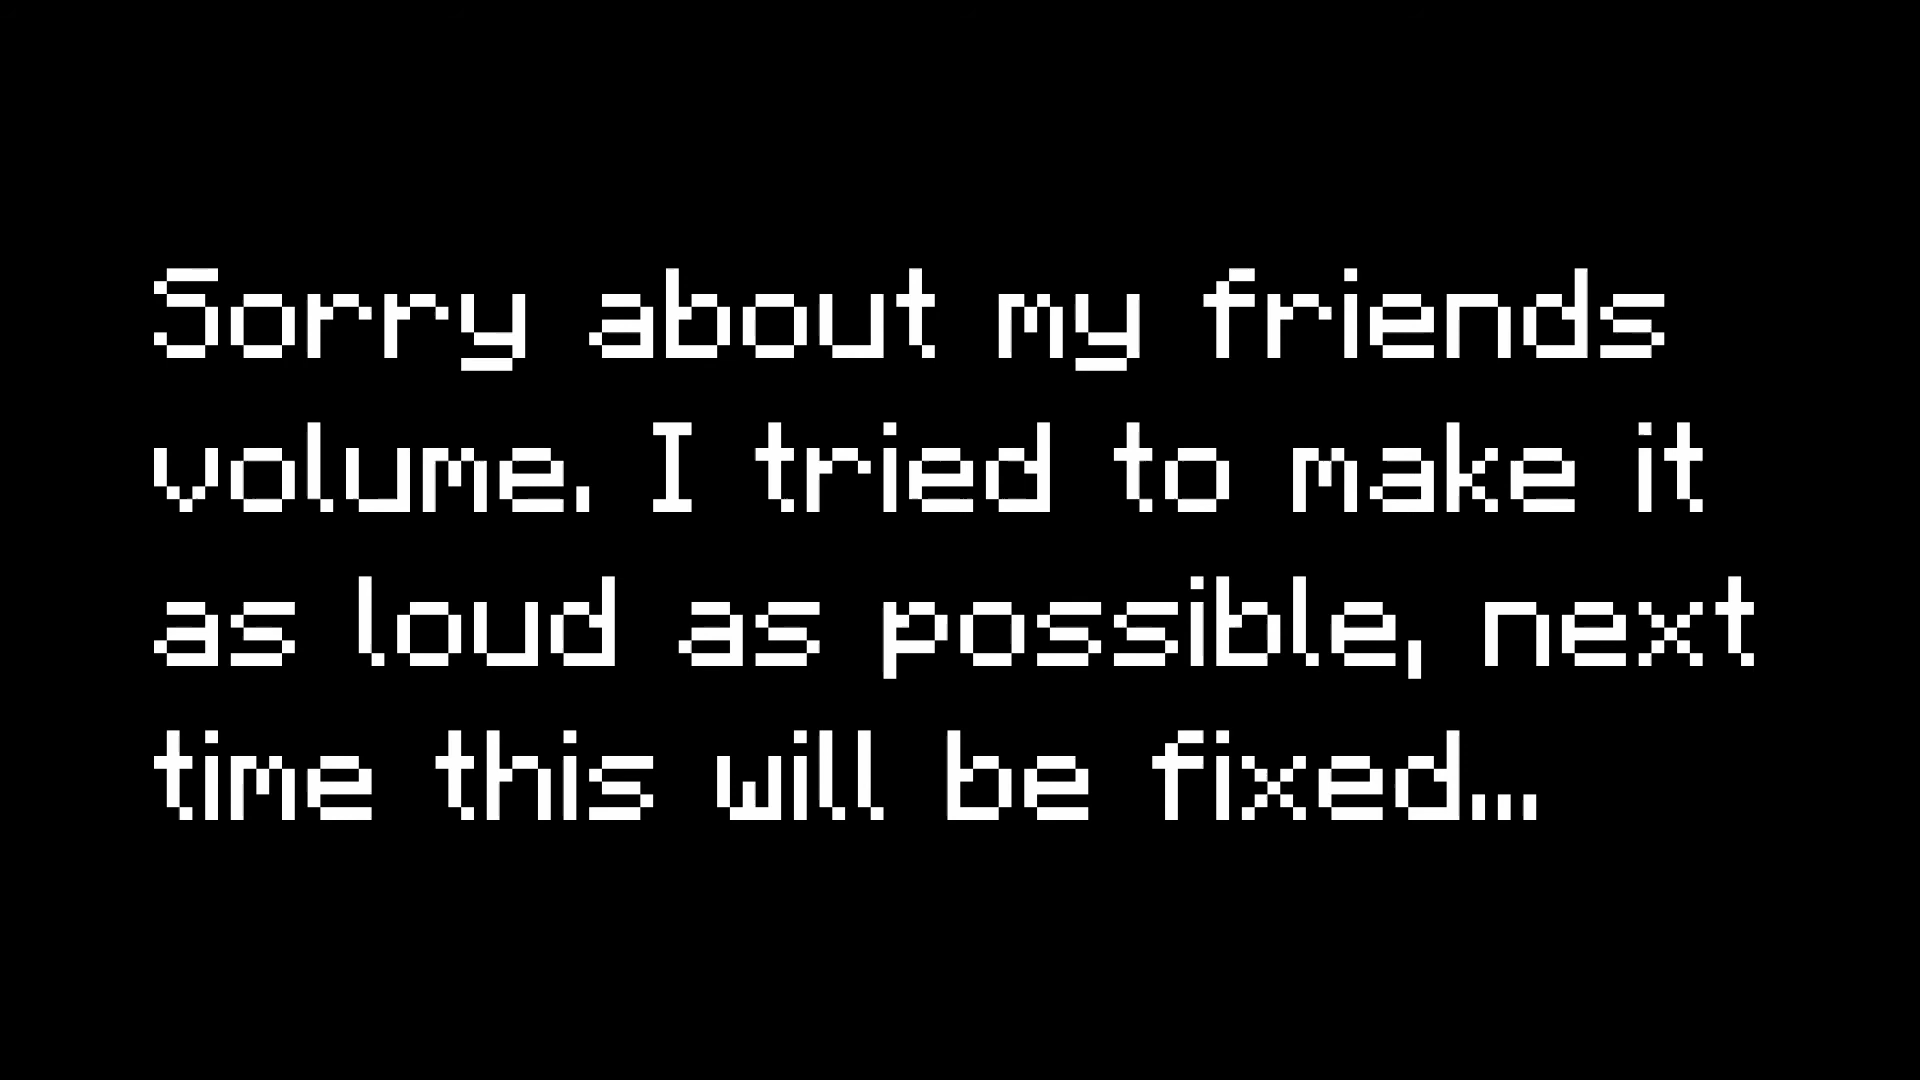 Sorry about my friends
volume. I tried to make it
as loud as possible, next
time this will be fixed...